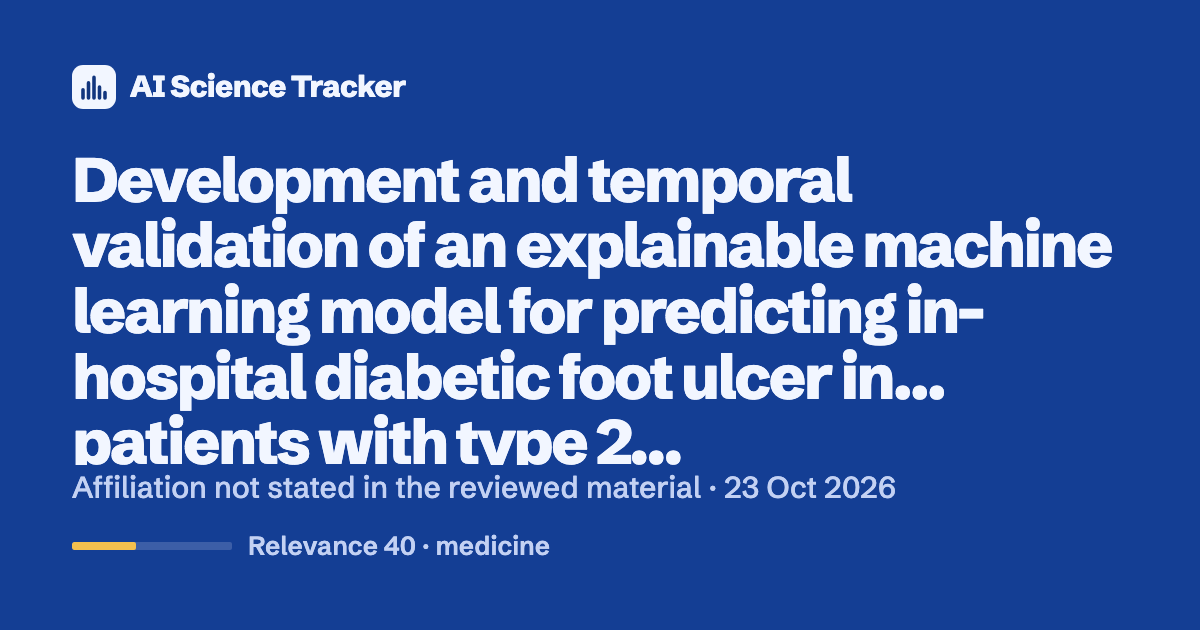 AI Science Tracker
Development and temporal
validation of an explainable machine
learning model for predicting in-
hospital diabetic foot ulcer in...
patients with type 2...
Affiliation not stated in the reviewed material · 23 Oct 2026
Relevance 40 · medicine